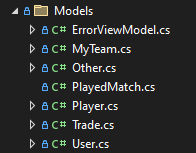 Models
C# ErrorViewModel.cs
C# MyTeam.cs
C# Other.cs
C# PlayedMatch.cs
C# Player.cs
C# Trade.cs
C# User.cs